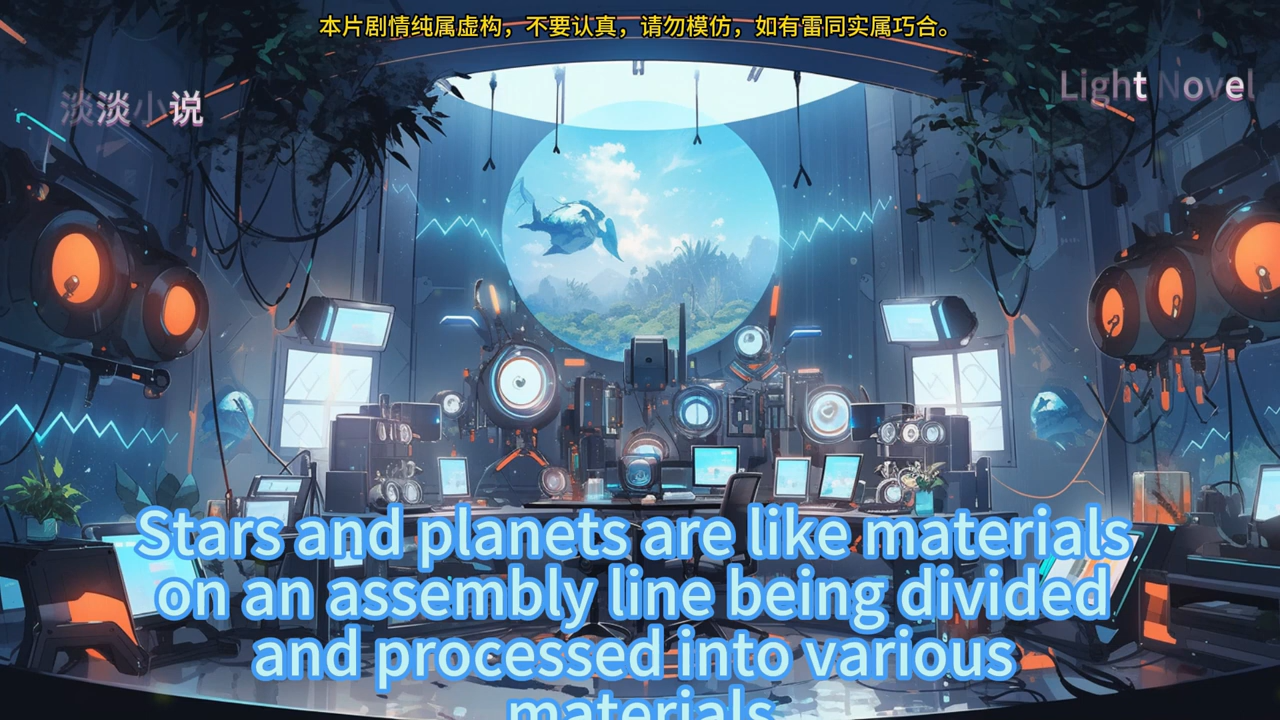 本片剧情纯属虚构，不要认真，请勿模仿，如有雷同实属巧合。
淡淡小说
Light Novel
Stars and planets are like materials
on an assembly line being divided
and processed into various
materials